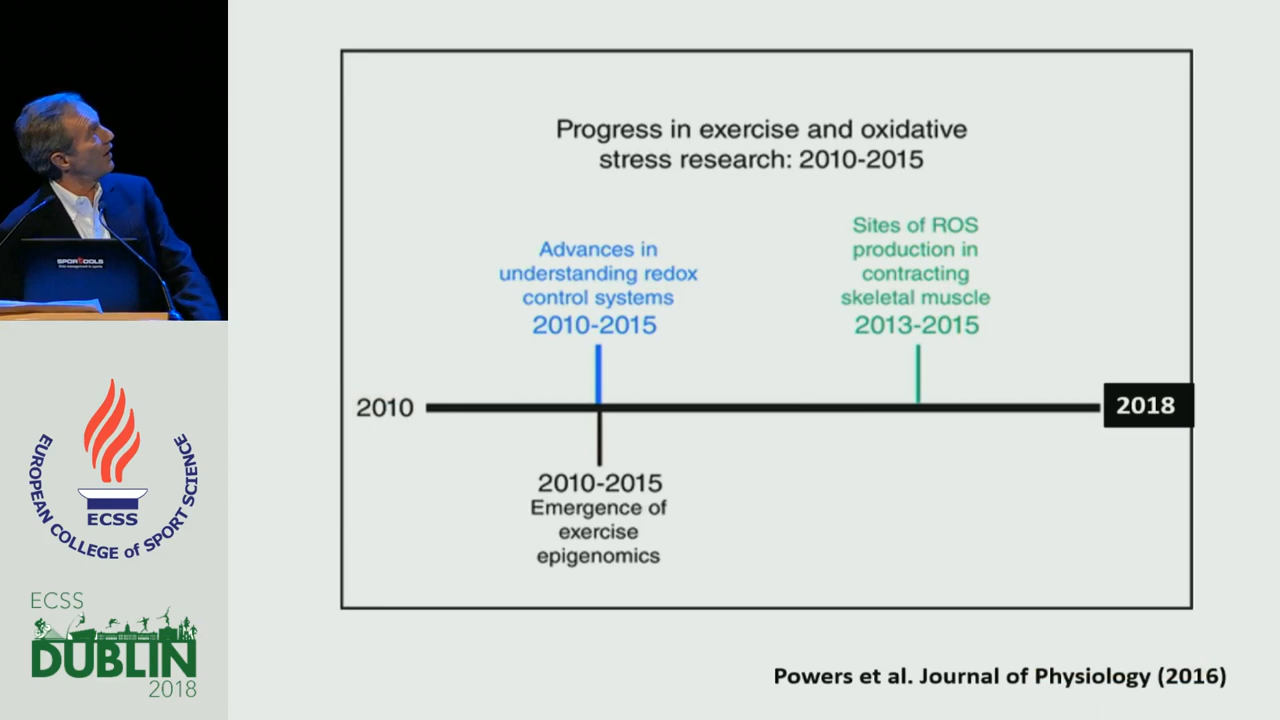 Progress in exercise and oxidative
stress research: 2010-2015
Advances in
understanding redox
control systems
2010-2015
Sites of ROS
production in
contracting
skeletal muscle
2013-2015
2010
2018
2010-2015
Emergence of
exercise
epigenomics
Powers et al. Journal of Physiology (2016)
EUROPEAN COLLEGE of SPORT SCIENCE
ECSS
ECSS
DUBLIN
2018